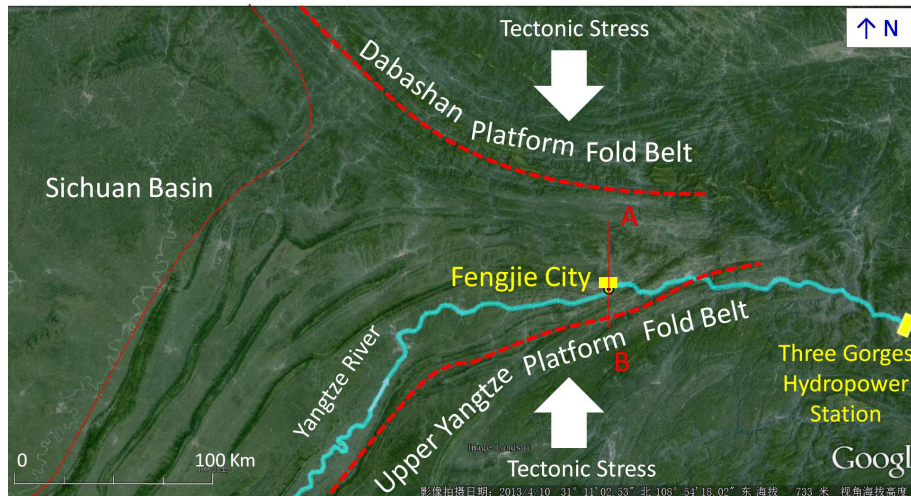 Tectonic Stress
↑ N
Dabashan Platform Fold Belt
Sichuan Basin
A
Fengjie City
Yangtze River
Upper Yangtze Platform Fold Belt
B
Three Gorges
Hydropower
Station
0 100 Km
Image Landsat
Tectonic Stress
Google
影像拍摄日期: 2013/4/10 31° 11'02.53" 北 108° 54'18.02" 东 海拔 733 米 视角海拔高度